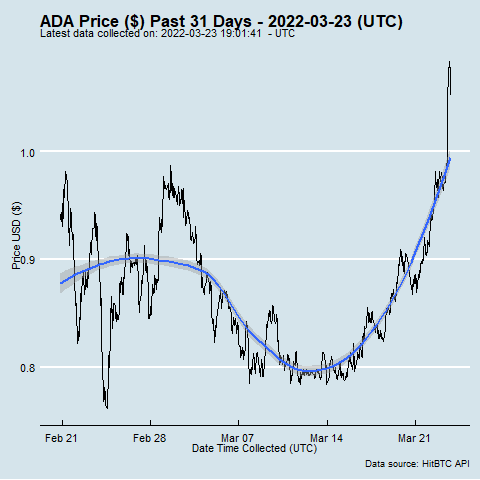 ADA Price ($) Past 31 Days - 2022-03-23 (UTC)
Latest data collected on: 2022-03-23 19:01:41 - UTC
Price USD ($)
1.0
0.9
0.8
Feb 21 Feb 28 Mar 07 Mar 14 Mar 21
Date Time Collected (UTC)
Data source: HitBTC API